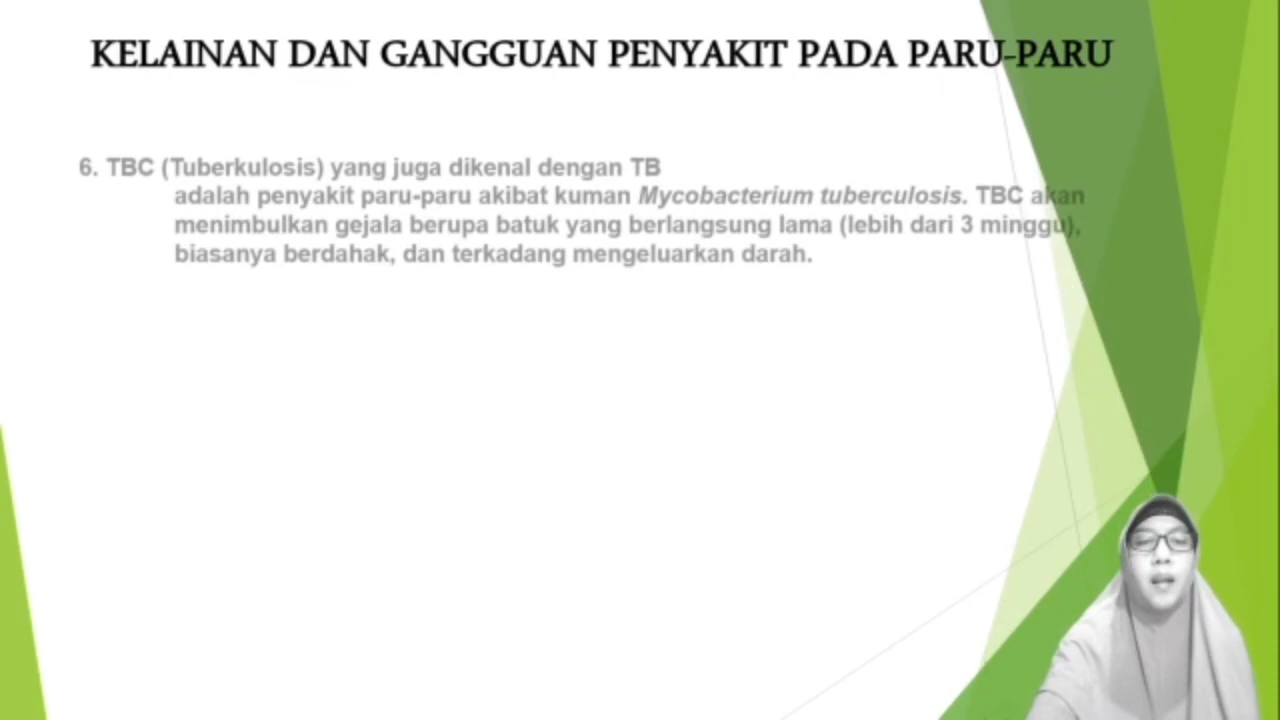 KELAINAN DAN GANGGUAN PENYAKIT PADA PARU-PARU
6. TBC (Tuberkulosis) yang juga dikenal dengan TB
adalah penyakit paru-paru akibat kuman Mycobacterium tuberculosis. TBC akan
menimbulkan gejala berupa batuk yang berlangsung lama (lebih dari 3 minggu),
biasanya berdahak, dan terkadang mengeluarkan darah.